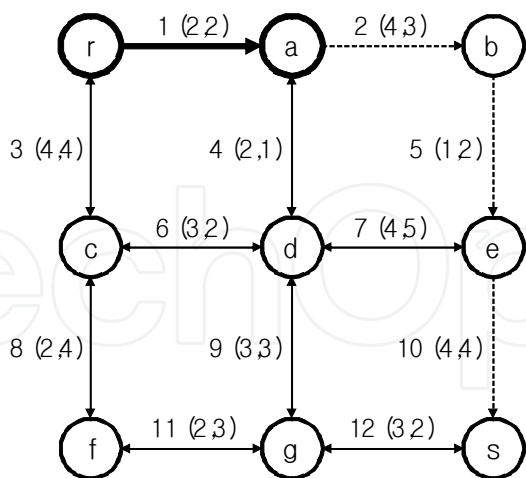 1 (2,2) 2 (4,3)
r a b
3 (4,4) 4 (2,1) 5 (1,2)
6 (3,2) 7 (4,5)
c d e
8 (2,4) 9 (3,3) 10 (4,4)
11 (2,3) 12 (3,2)
f g s